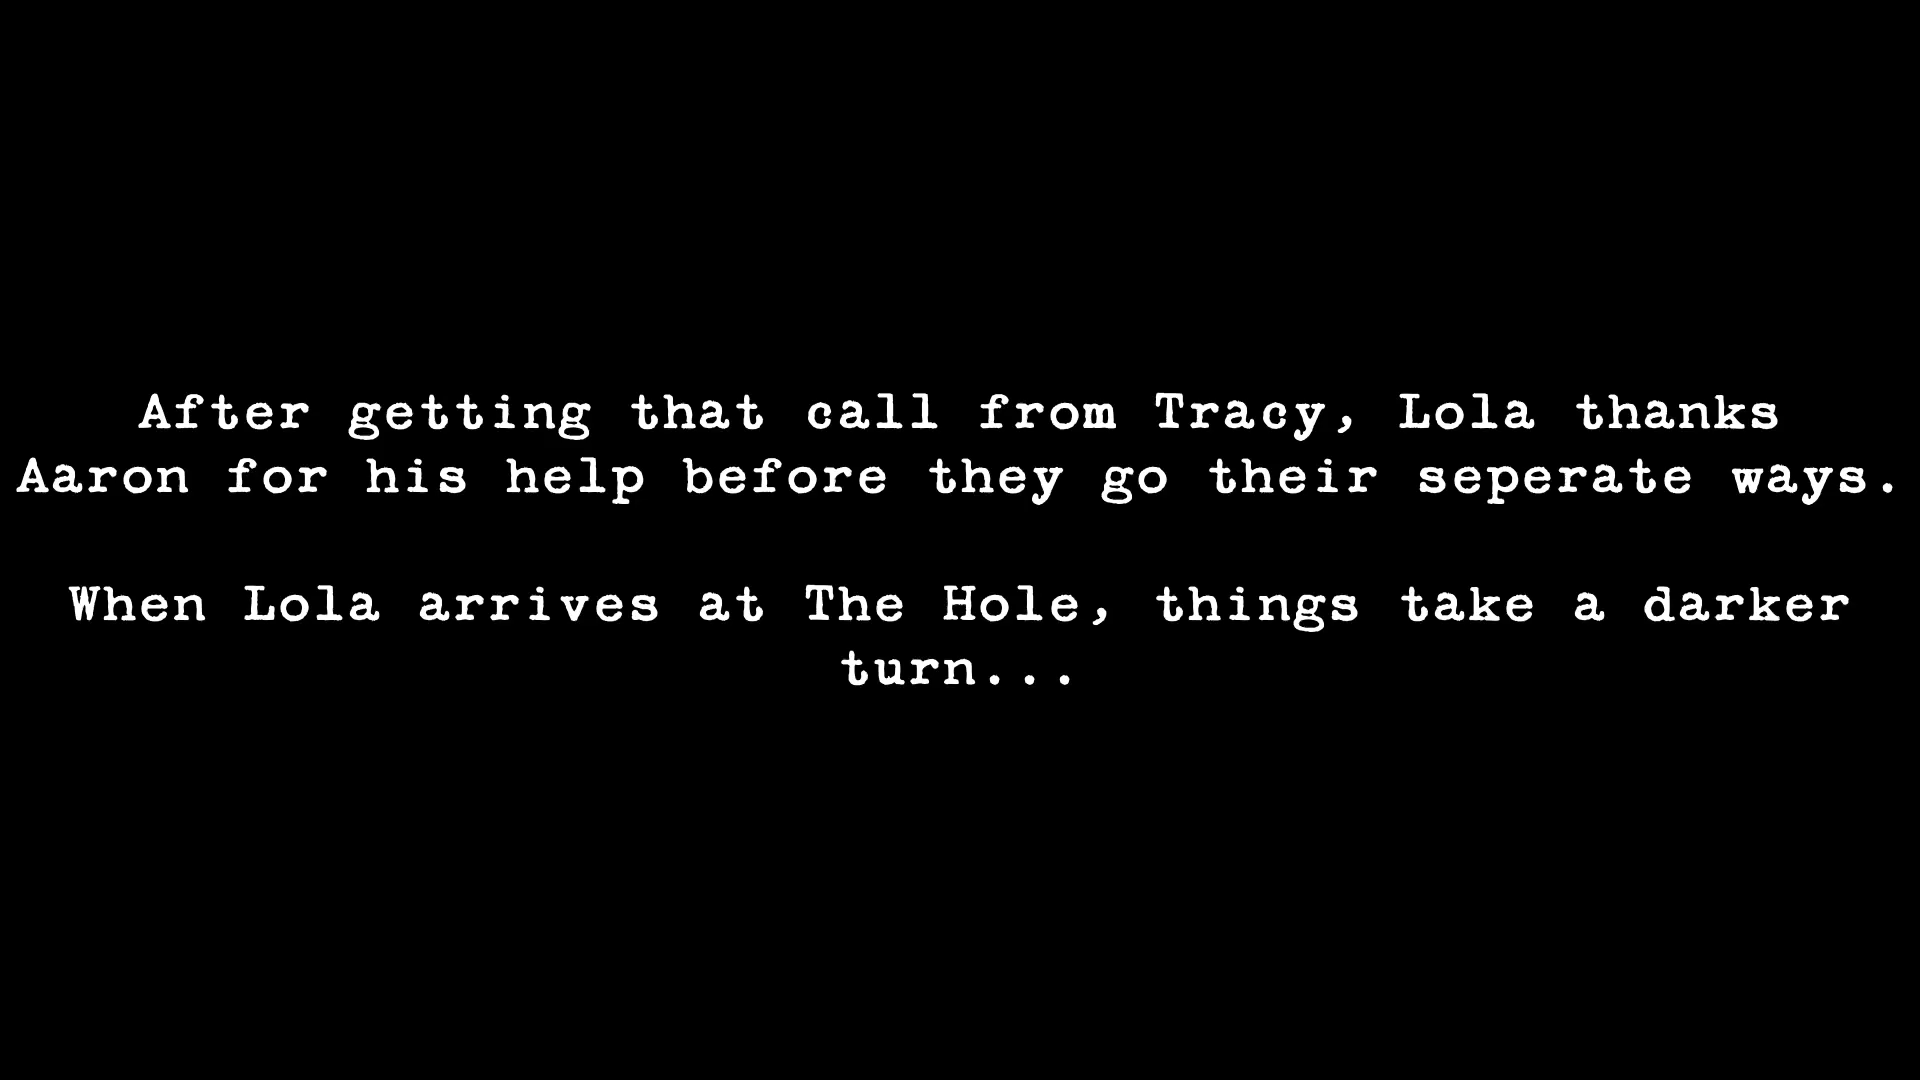 After getting that call from Tracy, Lola thanks
Aaron for his help before they go their seperate ways.
When Lola arrives at The Hole, things take a darker
turn...